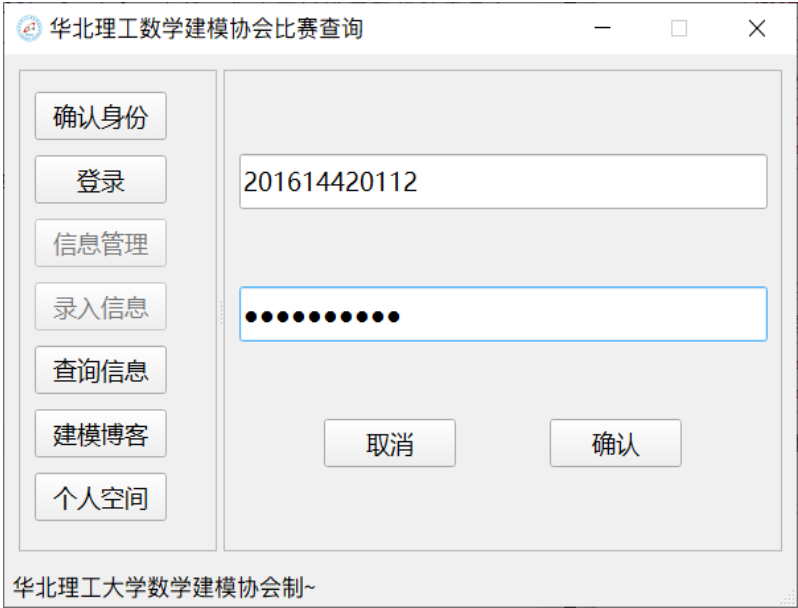 华北理工数学建模协会比赛查询
确认身份
登录
信息管理
录入信息
查询信息
建模博客
个人空间
201614420112
●●●●●●●●●●
取消 确认
华北理工大学数学建模协会制~